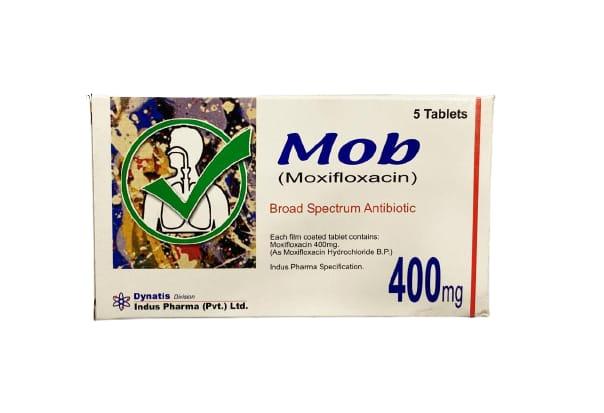 5 Tablets
Mob
(Moxifloxacin)
Broad Spectrum Antibiotic
Each film coated tablet contains:
Moxifloxacin 400mg.
(As Moxifloxacin Hydrochloride B.P.)
Indus Pharma Specification.
400mg
Dynatis Division
Indus Pharma (Pvt.) Ltd.